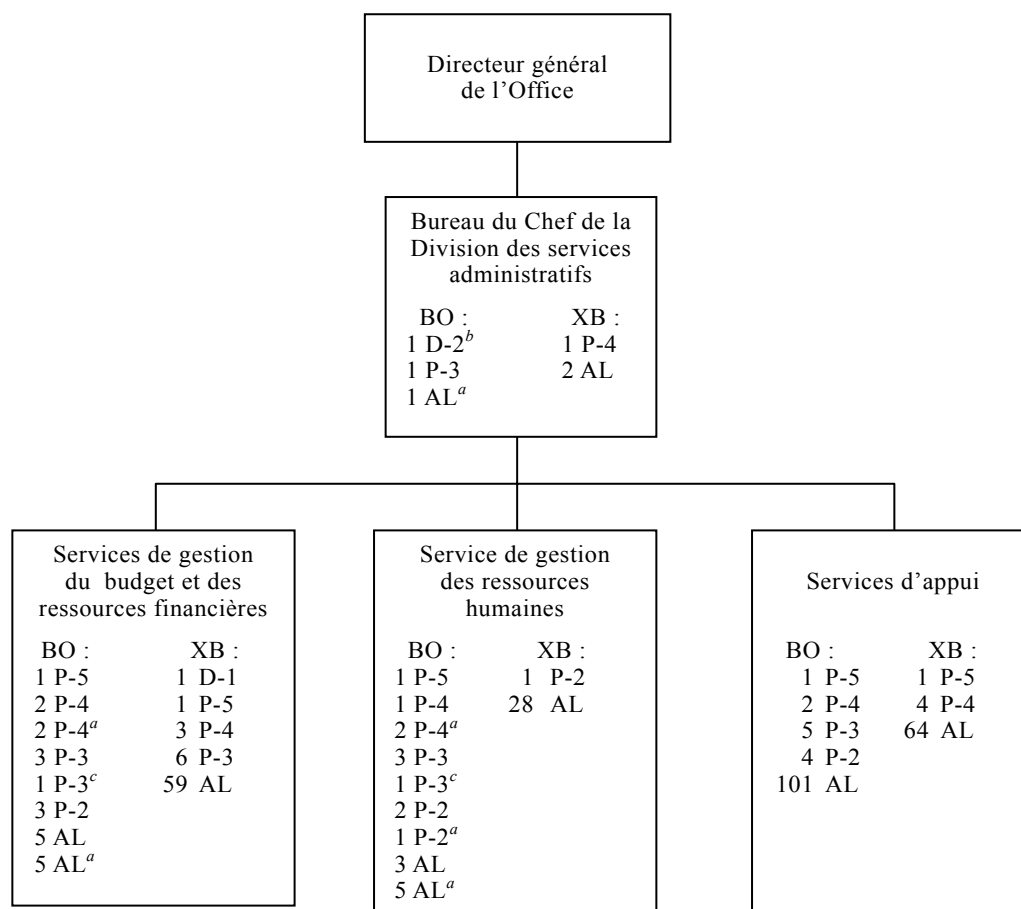 Directeur général
de l'Office
Bureau du Chef de la
Division des services
administratifs
BO : XB :
1 D-2b 1 P-4
1 P-3 2 AL
1 ALa
Services de gestion
du budget et des
ressources financières
BO : XB :
1 P-5 1 D-1
2 P-4 1 P-5
2 P-4a 3 P-4
3 P-3 6 P-3
1 P-3c 59 AL
3 P-2
5 AL
5 ALa
Service de gestion
des ressources
humaines
BO : XB :
1 P-5 1 P-2
1 P-4 28 AL
2 P-4a
3 P-3
1 P-3c
2 P-2
1 P-2a
3 AL
5 ALa
Services d'appui
BO : XB :
1 P-5 1 P-5
2 P-4 4 P-4
5 P-3 64 AL
4 P-2
101 AL